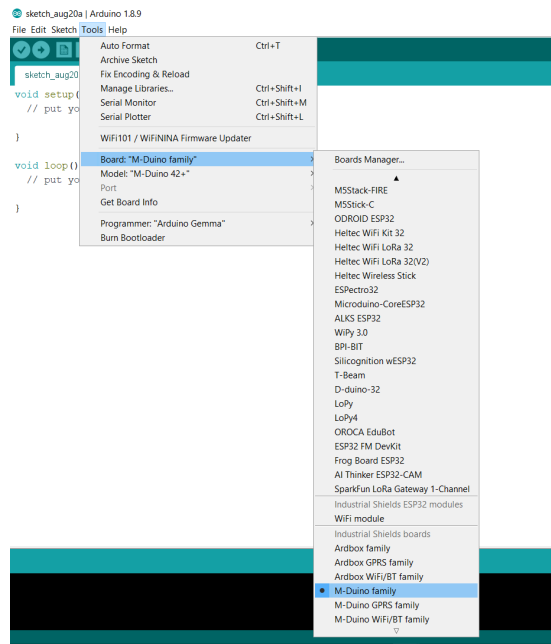 sketch_aug20a | Arduino 1.8.9
File Edit Sketch Tools Help
sketch_aug20
void setup(
// put yo
}
void loop()
// put yo
}
Auto Format Ctrl+T
Archive Sketch
Fix Encoding & Reload
Manage Libraries... Ctrl+Shift+I
Serial Monitor Ctrl+Shift+M
Serial Plotter Ctrl+Shift+L
WiFi101 / WiFiNINA Firmware Updater
Board: "M-Duino family"
Model: "M-Duino 42+"
Port
Get Board Info
Programmer: "Arduino Gemma"
Burn Bootloader
Boards Manager...
M5Stack-FIRE
M5Stick-C
ODROID ESP32
Heltec WiFi Kit 32
Heltec WiFi LoRa 32
Heltec WiFi LoRa 32(V2)
Heltec Wireless Stick
ESPectro32
Microduino-CoreESP32
ALKS ESP32
WiPy 3.0
BPI-BIT
Silicognition wESP32
T-Beam
D-duino-32
LoPy
LoPy4
OROCA EduBot
ESP32 FM DevKit
Frog Board ESP32
AI Thinker ESP32-CAM
SparkFun LoRa Gateway 1-Channel
Industrial Shields ESP32 modules
WiFi module
Industrial Shields boards
Ardbox family
Ardbox GPRS family
Ardbox WiFi/BT family
M-Duino family
M-Duino GPRS family
M-Duino WiFi/BT family